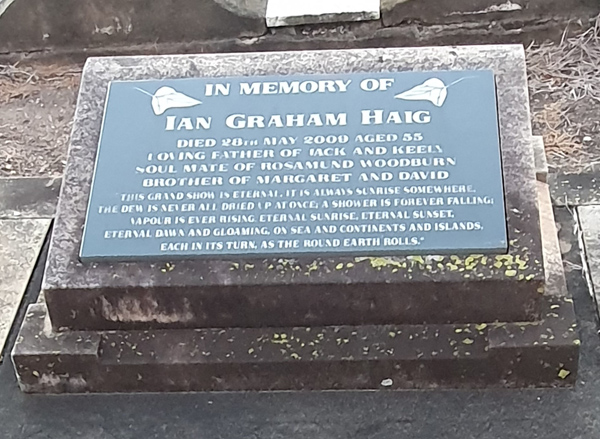 IN MEMORY OF
IAN GRAHAM HAIG
DIED 28TH MAY 2009 AGED 55
LOVING FATHER OF JACK AND KEELY
SOUL MATE OF ROSAMUND WOODBURN
BROTHER OF MARGARET AND DAVID
"THIS GRAND SHOW IS ETERNAL. IT IS ALWAYS SUNRISE SOMEWHERE.
THE DEW IS NEVER ALL DRIED UP AT ONCE; A SHOWER IS FOREVER FALLING;
VAPOUR IS EVER RISING. ETERNAL SUNRISE, ETERNAL SUNSET,
ETERNAL DAWN AND GLOAMING, ON SEA AND CONTINENTS AND ISLANDS,
EACH IN ITS TURN, AS THE ROUND EARTH ROLLS."